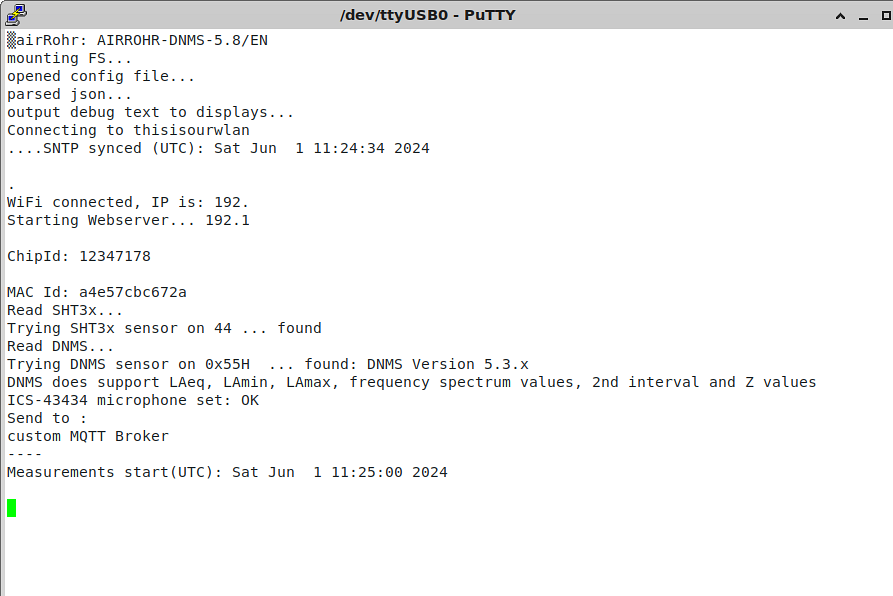 /dev/ttyUSB0 - PuTTY
airRohr: AIRROHR-DNMS-5.8/EN
mounting FS...
opened config file...
parsed json...
output debug text to displays...
Connecting to thisisourwlan
....SNTP synced (UTC): Sat Jun  1 11:24:34 2024
.
WiFi connected, IP is: 192.
Starting Webserver... 192.1
ChipId: 12347178
MAC Id: a4e57cbc672a
Read SHT3x...
Trying SHT3x sensor on 44 ... found
Read DNMS...
Trying DNMS sensor on 0x55H  ... found: DNMS Version 5.3.x
DNMS does support LAeq, LAmin, LAmax, frequency spectrum values, 2nd interval and Z values
ICS-43434 microphone set: OK
Send to :
custom MQTT Broker
----
Measurements start(UTC): Sat Jun  1 11:25:00 2024